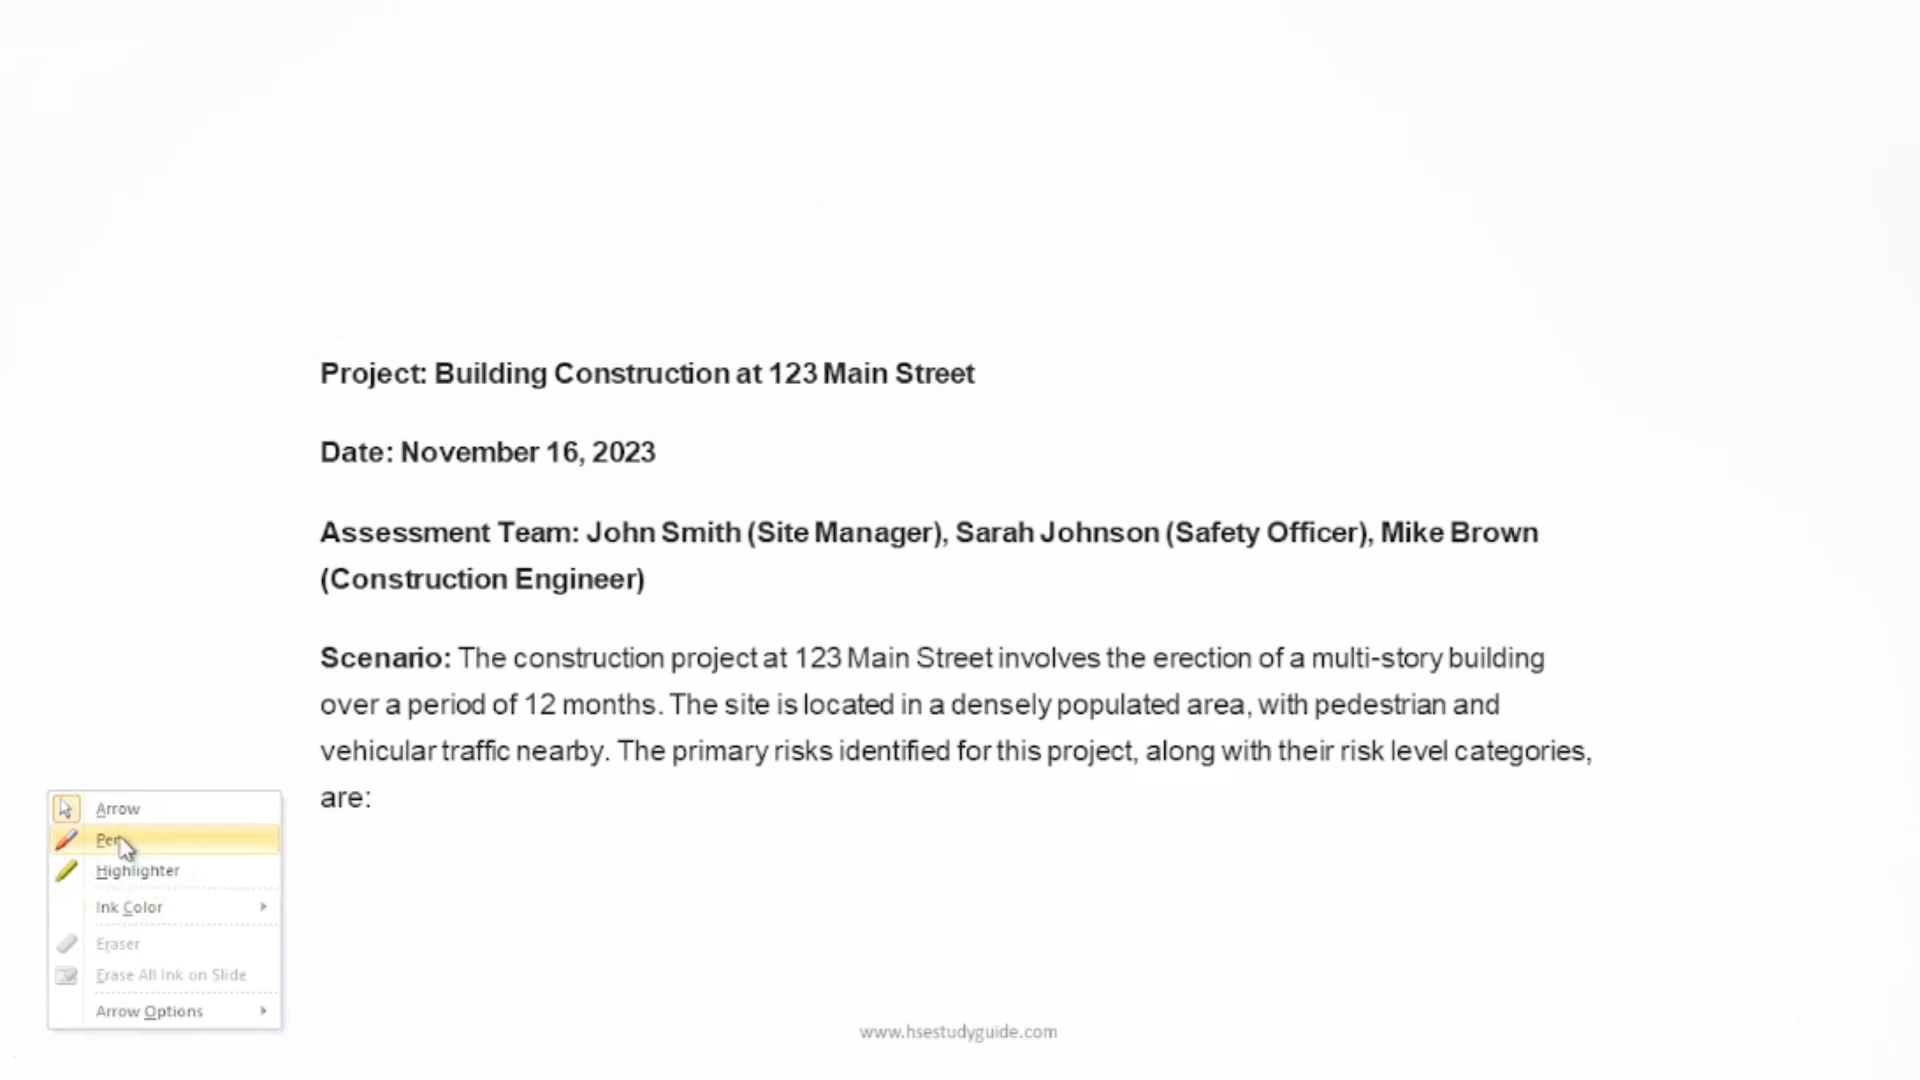 Project: Building Construction at 123 Main Street
Date: November 16, 2023
Assessment Team: John Smith (Site Manager), Sarah Johnson (Safety Officer), Mike Brown
(Construction Engineer)
Scenario: The construction project at 123 Main Street involves the erection of a multi-story building
over a period of 12 months. The site is located in a densely populated area, with pedestrian and
vehicular traffic nearby. The primary risks identified for this project, along with their risk level categories,
are:
Arrow
Pen
Highlighter
Ink Color
Eraser
Erase All Ink on Slide
Arrow Options
www.hsestudyguide.com